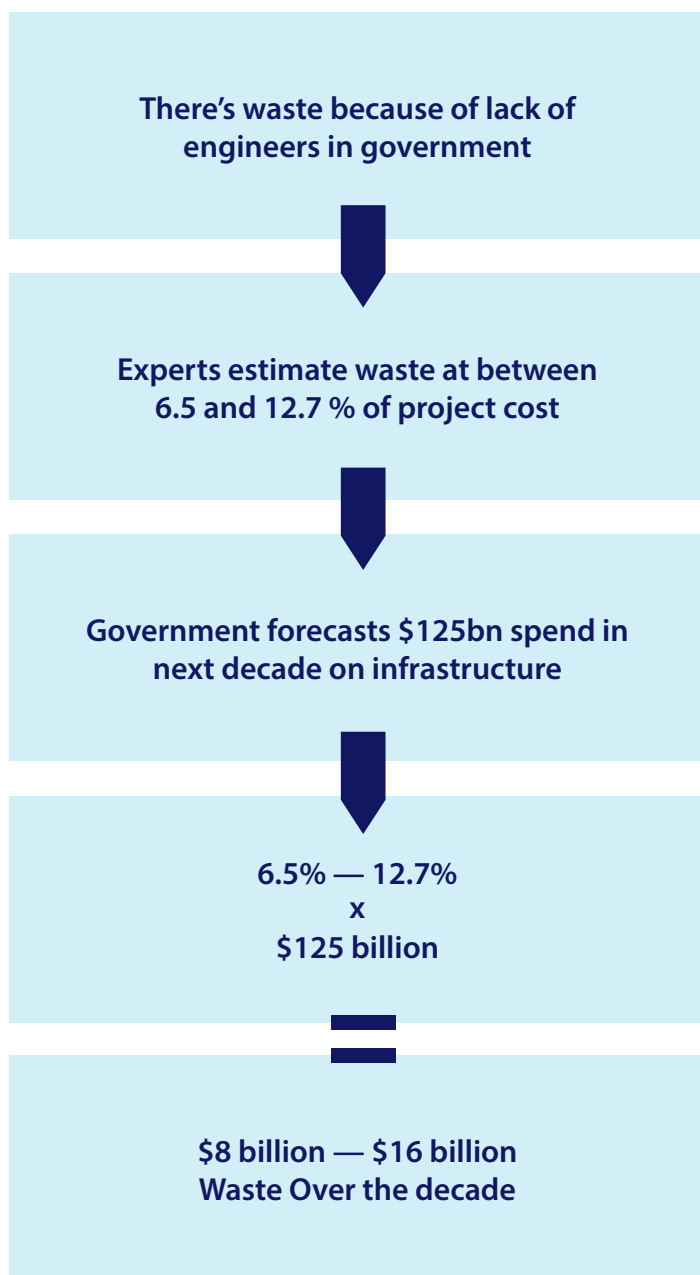 There’s waste because of lack of
engineers in government
Experts estimate waste at between
6.5 and 12.7 % of project cost
Government forecasts $125bn spend in
next decade on infrastructure
6.5% — 12.7%
x
$125 billion
=
$8 billion — $16 billion
Waste Over the decade